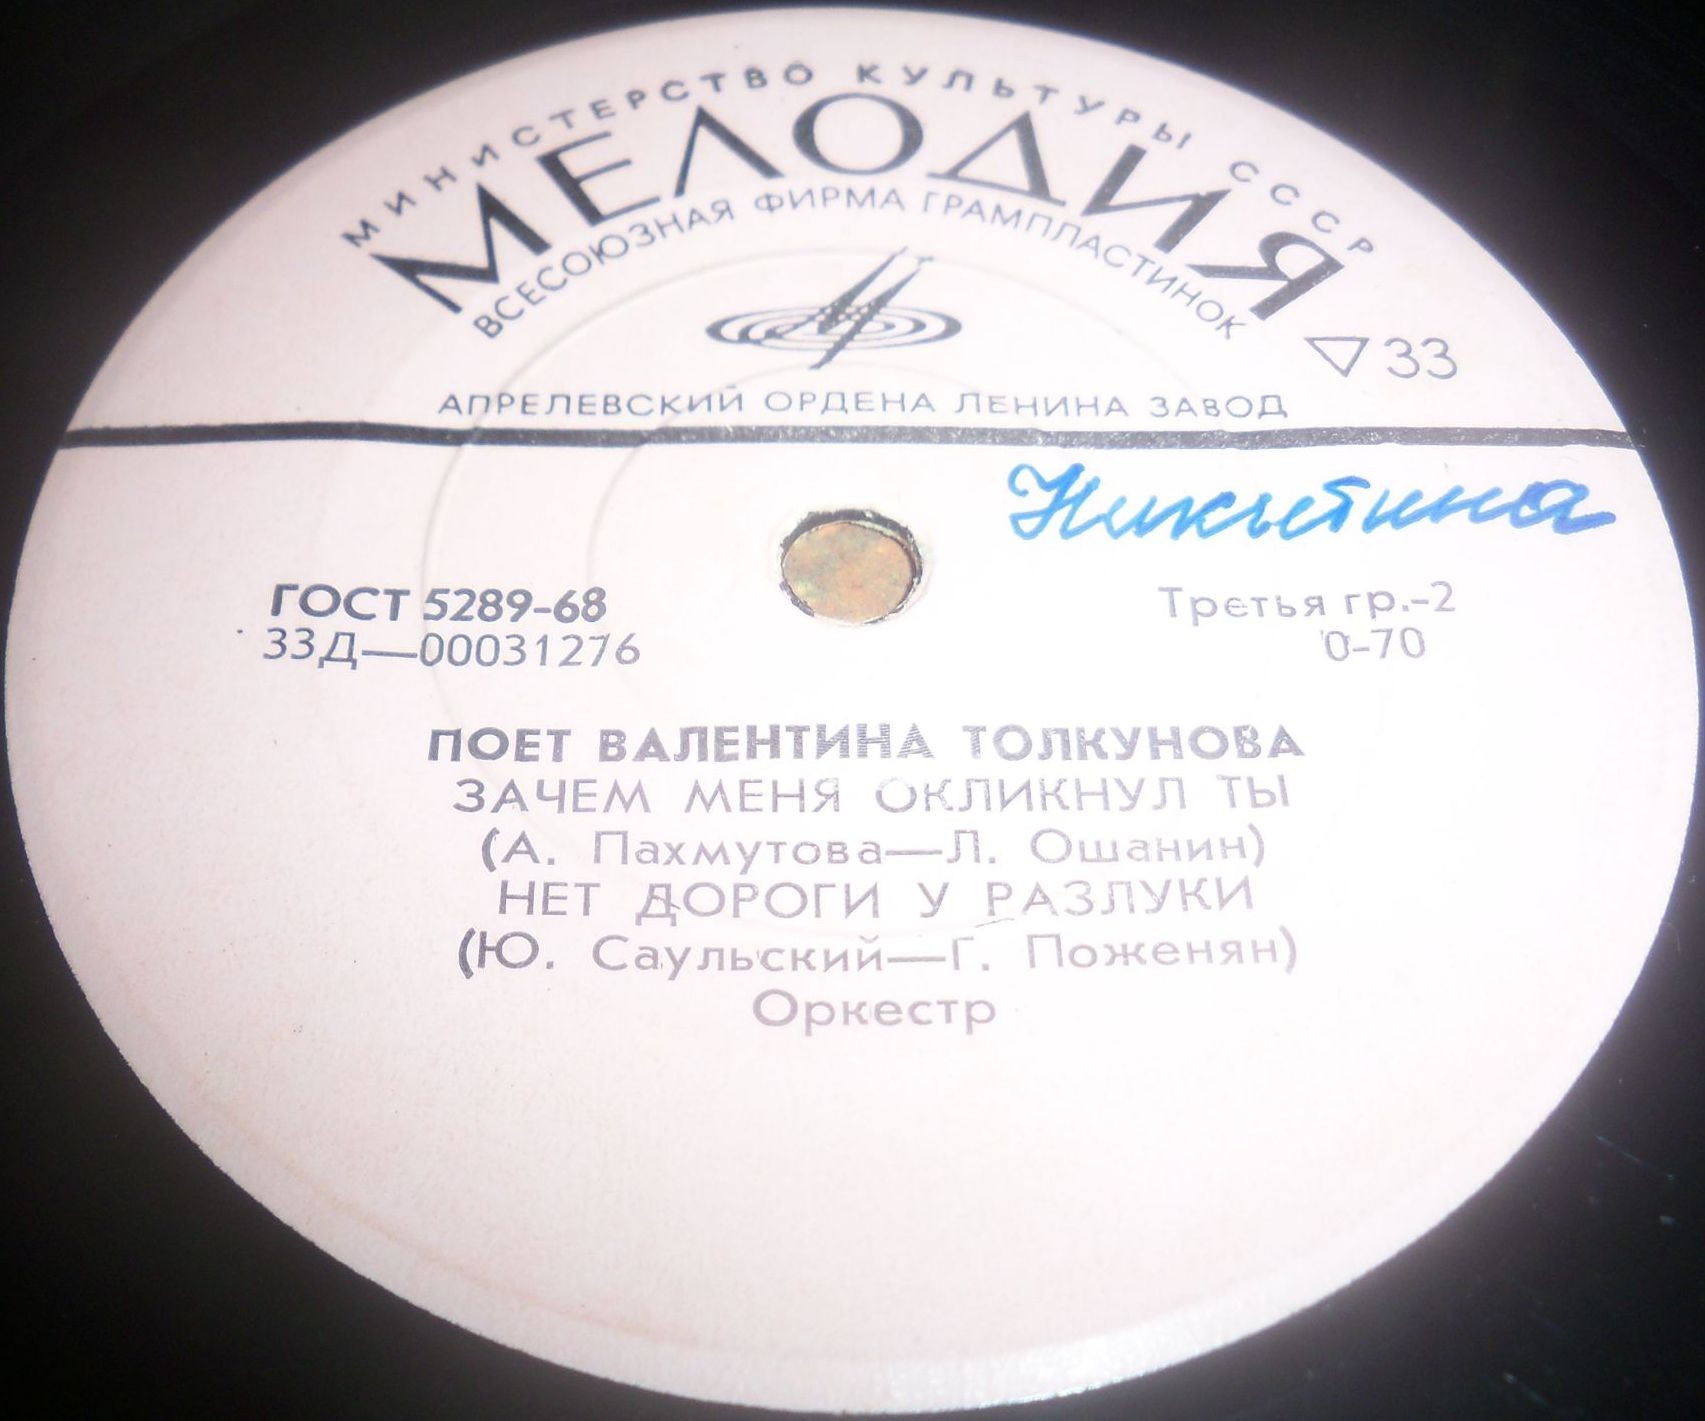 МИНИСТЕРСТВО КУЛЬТУРЫ СССР
МЕЛОДИЯ
ВСЕСОЮЗНАЯ ФИРМА ГРАМПЛАСТИНОК
33
АПРЕЛЕВСКИЙ ОРДЕНА ЛЕНИНА ЗАВОД
Никитина
ГОСТ 5289-68
Третья гр.-2
33Д—00031276
0-70
ПОЕТ ВАЛЕНТИНА ТОЛКУНОВА
ЗАЧЕМ МЕНЯ ОКЛИКНУЛ ТЫ
(А. Пахмутова—Л. Ошанин)
НЕТ ДОРОГИ У РАЗЛУКИ
(Ю. Саульский—Г. Поженян)
Оркестр